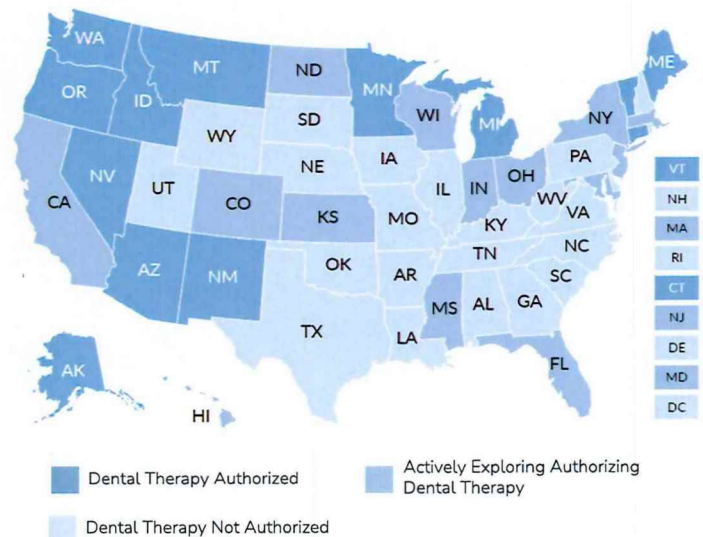 WA
MT
ND
MN
ME
OR
ID
SD
WI
MI
NY
WY
NE
IA
PA
VT
NV
UT
CO
IL
IN
OH
NH
CA
KS
MO
WV
VA
MA
KY
RI
AZ
NM
OK
AR
TN
NC
CT
SC
NJ
MS
AL
GA
DE
TX
LA
FL
MD
AK
DC
HI
Dental Therapy Authorized
Actively Exploring Authorizing
Dental Therapy
Dental Therapy Not Authorized